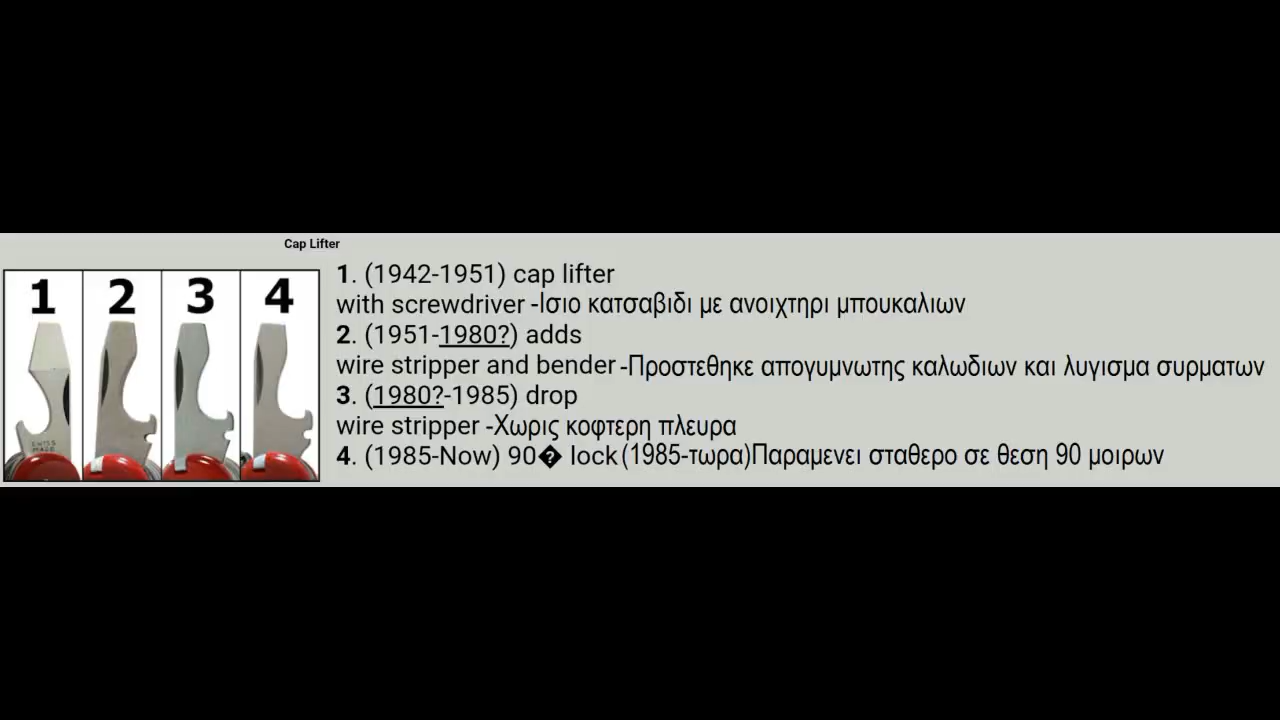 Cap Lifter
1 2 3 4
1. (1942-1951) cap lifter
with screwdriver -Ισιο κατσαβιδι με ανοιχτηρι μπουκαλιων
2. (1951-1980?) adds
wire stripper and bender -Προστεθηκε απογυμνωτης καλωδιων και λυγισμα συρματων
3. (1980?-1985) drop
wire stripper -Χωρις κοφτερη πλευρα
4. (1985-Now) 90� lock (1985-τωρα)Παραμενει σταθερο σε θεση 90 μοιρων